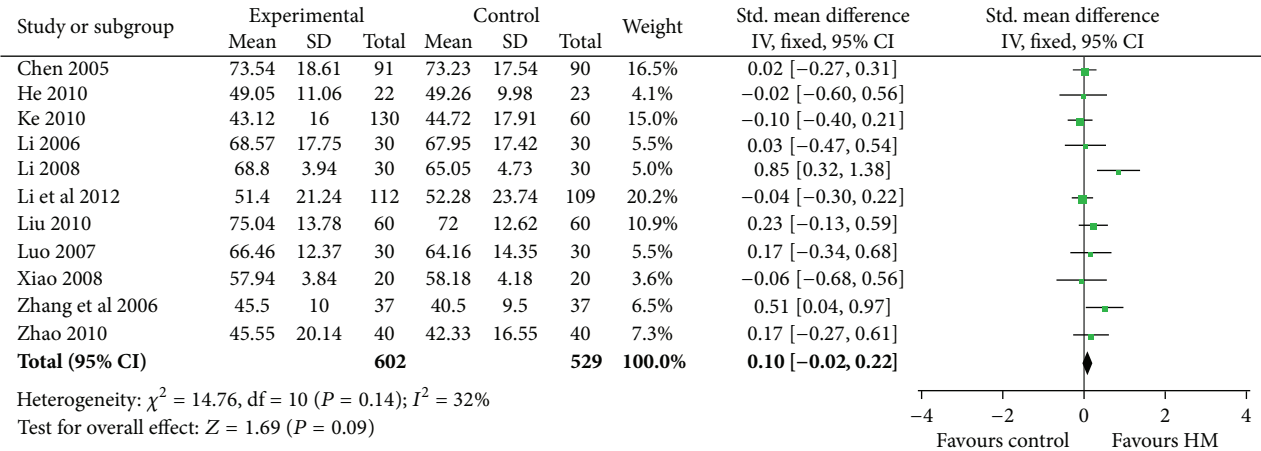 Study or subgroup Experimental Control Weight Std. mean difference Std. mean difference
Mean SD Total Mean SD Total IV, fixed, 95% CI IV, fixed, 95% CI
Chen 2005 73.54 18.61 91 73.23 17.54 90 16.5% 0.02 [−0.27, 0.31]
He 2010 49.05 11.06 22 49.26 9.98 23 4.1% −0.02 [−0.60, 0.56]
Ke 2010 43.12 16 130 44.72 17.91 60 15.0% −0.10 [−0.40, 0.21]
Li 2006 68.57 17.75 30 67.95 17.42 30 5.5% 0.03 [−0.47, 0.54]
Li 2008 68.8 3.94 30 65.05 4.73 30 5.0% 0.85 [0.32, 1.38]
Li et al 2012 51.4 21.24 112 52.28 23.74 109 20.2% −0.04 [−0.30, 0.22]
Liu 2010 75.04 13.78 60 72 12.62 60 10.9% 0.23 [−0.13, 0.59]
Luo 2007 66.46 12.37 30 64.16 14.35 30 5.5% 0.17 [−0.34, 0.68]
Xiao 2008 57.94 3.84 20 58.18 4.18 20 3.6% −0.06 [−0.68, 0.56]
Zhang et al 2006 45.5 10 37 40.5 9.5 37 6.5% 0.51 [0.04, 0.97]
Zhao 2010 45.55 20.14 40 42.33 16.55 40 7.3% 0.17 [−0.27, 0.61]
Total (95% CI) 602 529 100.0% 0.10 [−0.02, 0.22]
Heterogeneity: χ² = 14.76, df = 10 (P = 0.14); I² = 32%
Test for overall effect: Z = 1.69 (P = 0.09)
−4 −2 0 2 4
Favours control Favours HM